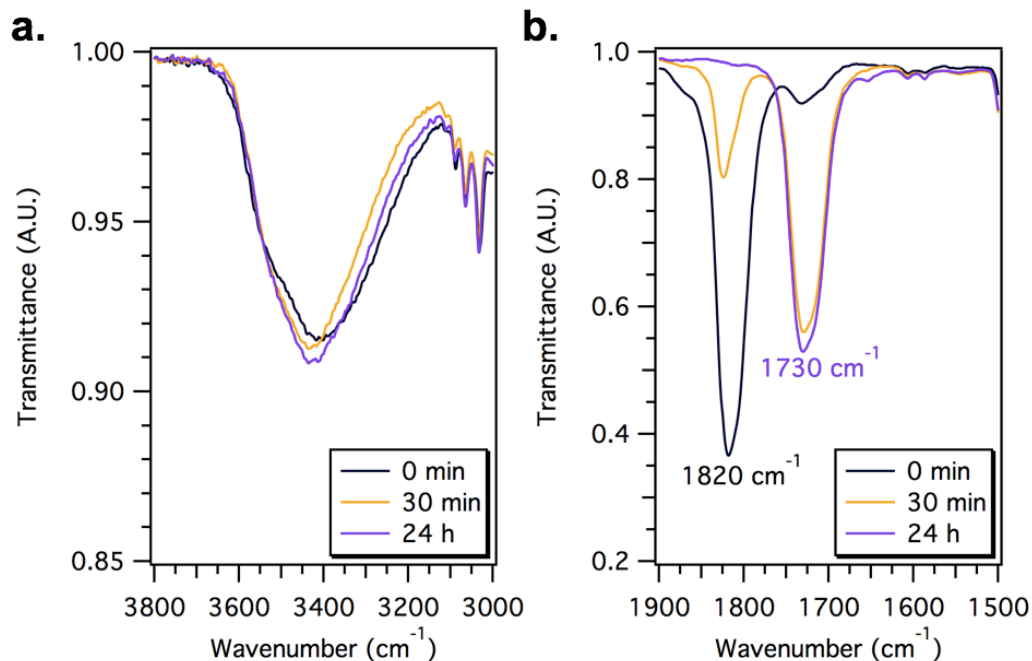 a.
Transmittance (A.U.)
1.00
0.95
0.90
0.85
0 min
30 min
24 h
3800 3600 3400 3200 3000
Wavenumber (cm⁻¹)
b.
Transmittance (A.U.)
1.0
0.8
0.6
0.4
0.2
1730 cm⁻¹
1820 cm⁻¹
0 min
30 min
24 h
1900 1800 1700 1600 1500
Wavenumber (cm⁻¹)